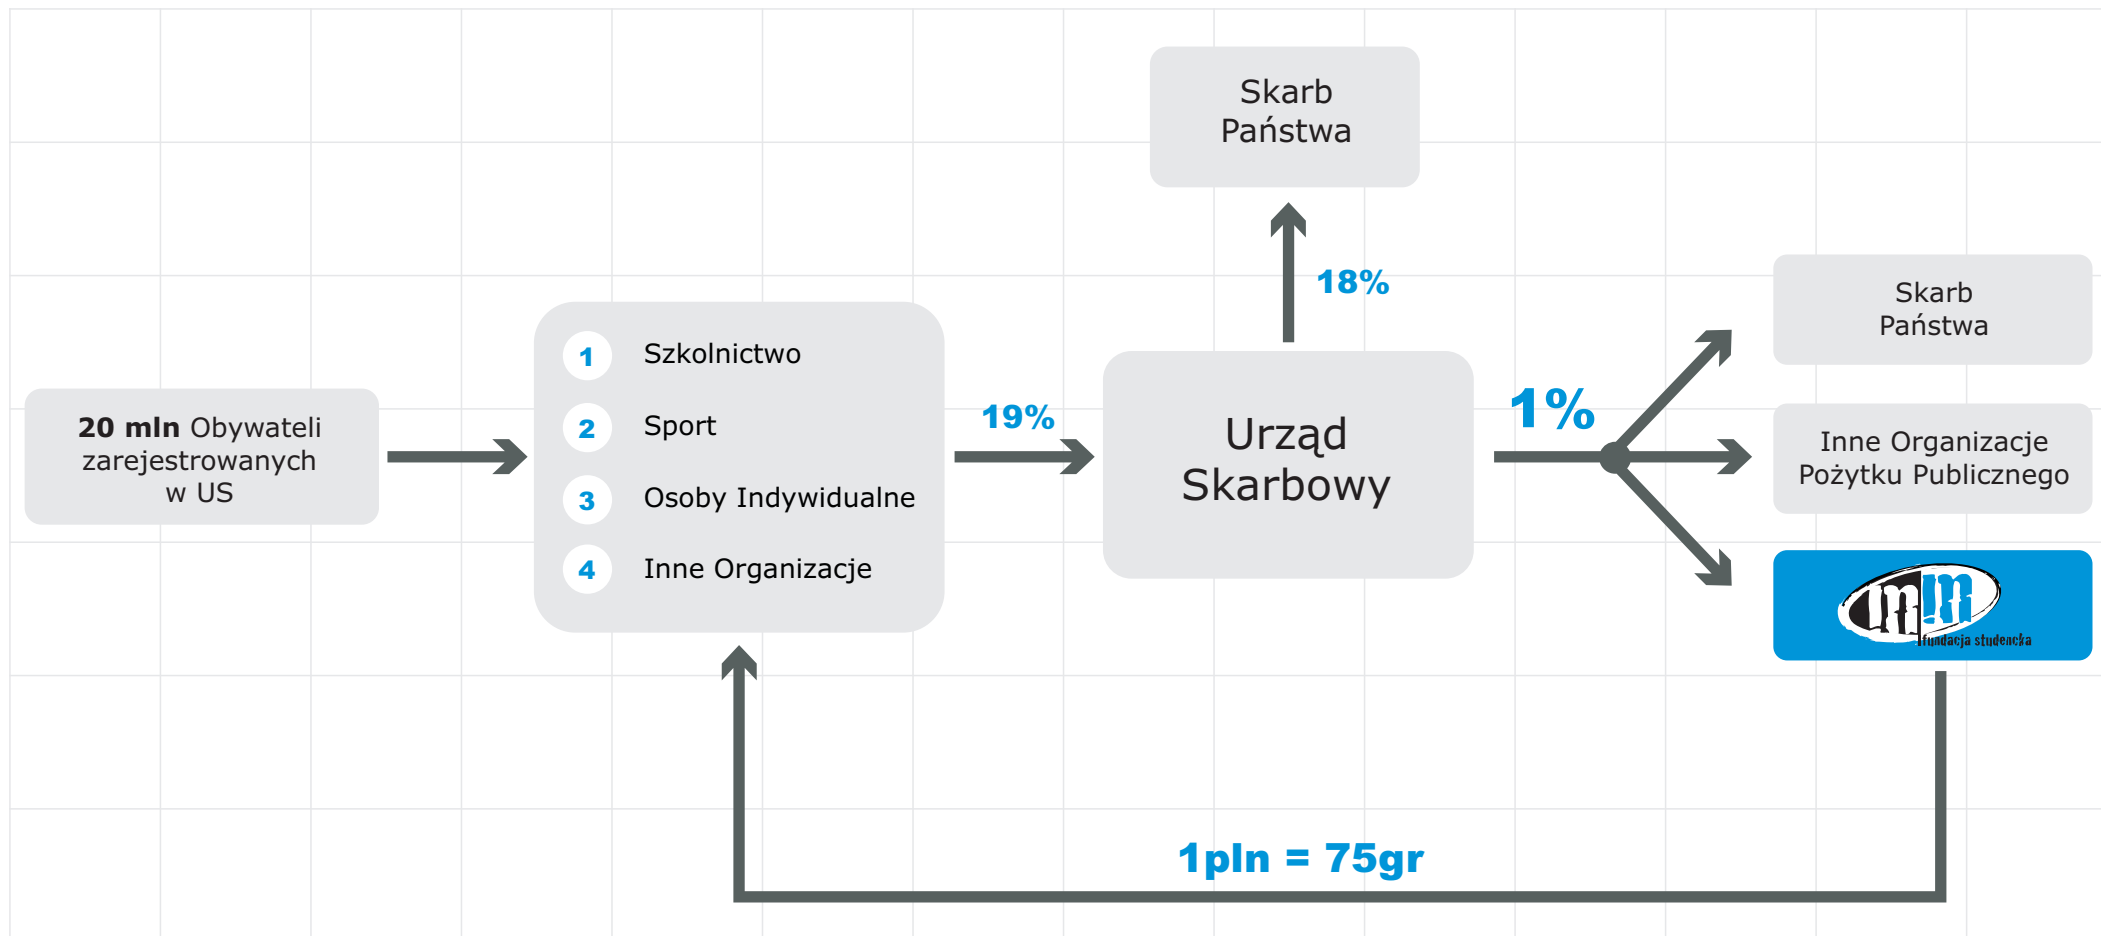 20 mln Obywateli
zarejestrowanych
w US
1 Szkolnictwo
2 Sport
3 Osoby Indywidualne
4 Inne Organizacje
19%
Urząd
Skarbowy
18%
Skarb
Państwa
1%
Skarb
Państwa
Inne Organizacje
Pożytku Publicznego
mm
fundacja studencka
1pln = 75gr